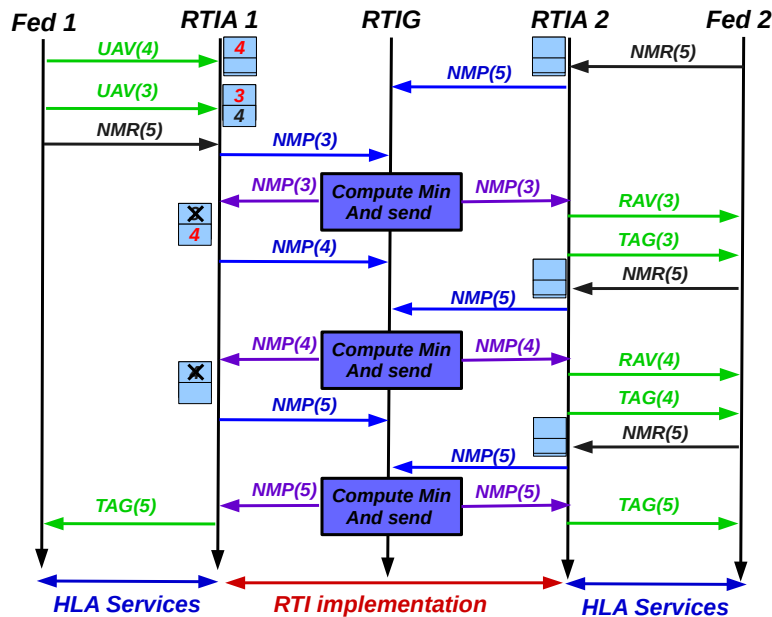 Fed 1 RTIA 1 RTIG RTIA 2 Fed 2
UAV(4) 4 NMR(5)
NMP(5)
UAV(3) 3
4
NMR(5) NMP(3)
NMP(3) Compute Min NMP(3)
And send
RAV(3)
X
4
NMP(4) TAG(3)
NMR(5)
NMP(5)
NMP(4) Compute Min NMP(4)
And send
RAV(4)
X
NMP(5) TAG(4)
NMR(5)
NMP(5)
NMP(5) Compute Min NMP(5)
And send
TAG(5) TAG(5)
HLA Services RTI implementation HLA Services